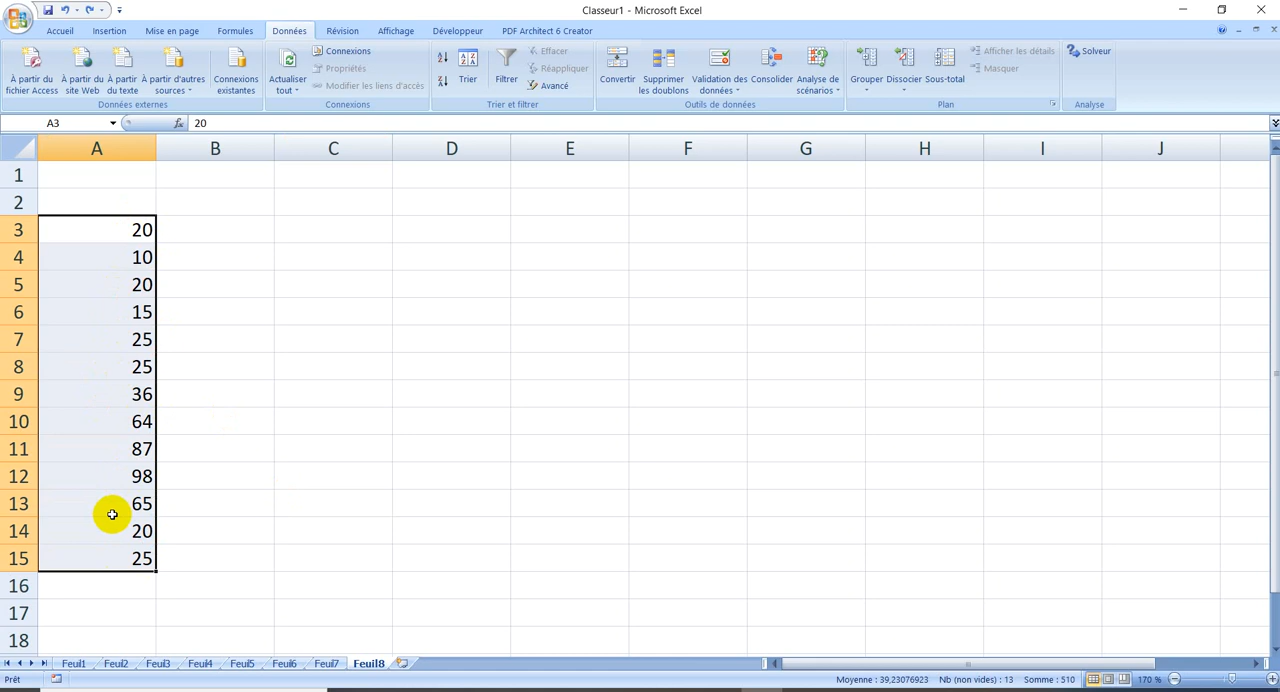 Classeur1 - Microsoft Excel
Accueil Insertion Mise en page Formules Données Révision Affichage Développeur PDF Architect 6 Creator
À partir du fichier Access
À partir du site Web
À partir du texte
À partir d'autres sources
Connexions existantes
Données externes
Actualiser tout
Connexions
Propriétés
Modifier les liens d'accès
Connexions
Trier
Filtrer
Effacer
Réappliquer
Avancé
Trier et filtrer
Convertir
Supprimer les doublons
Validation des données
Consolider
Analyse de scénarios
Outils de données
Grouper
Dissocier
Sous-total
Afficher les détails
Masquer
Plan
Solveur
Analyse
A3 fx 20
A B C D E F G H I J
1
2
3 20
4 10
5 20
6 15
7 25
8 25
9 36
10 64
11 87
12 98
13 65
14 20
15 25
16
17
18
Feuil1 Feuil2 Feuil3 Feuil4 Feuil5 Feuil6 Feuil7 Feuil8
Prêt Moyenne : 39,23076923 Nb (non vides) : 13 Somme : 510 170 %